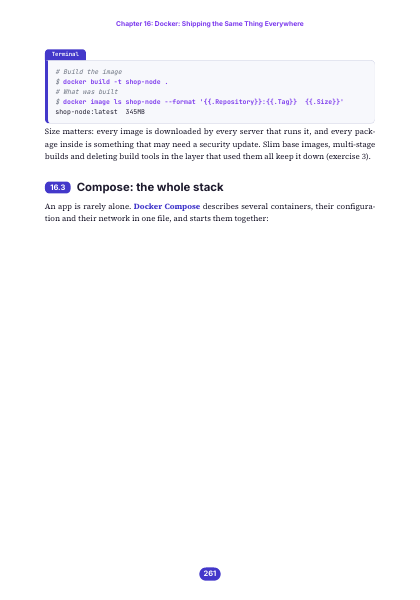 Chapter 16: Docker: Shipping the Same Thing Everywhere
Terminal
# Build the image
$ docker build -t shop-node .
# What was built
$ docker image ls shop-node --format '{{.Repository}}:{{.Tag}}  {{.Size}}'
shop-node:latest  345MB
Size matters: every image is downloaded by every server that runs it, and every pack-
age inside is something that may need a security update. Slim base images, multi-stage
builds and deleting build tools in the layer that used them all keep it down (exercise 3).
16.3 Compose: the whole stack
An app is rarely alone. Docker Compose describes several containers, their configura-
tion and their network in one file, and starts them together:
261